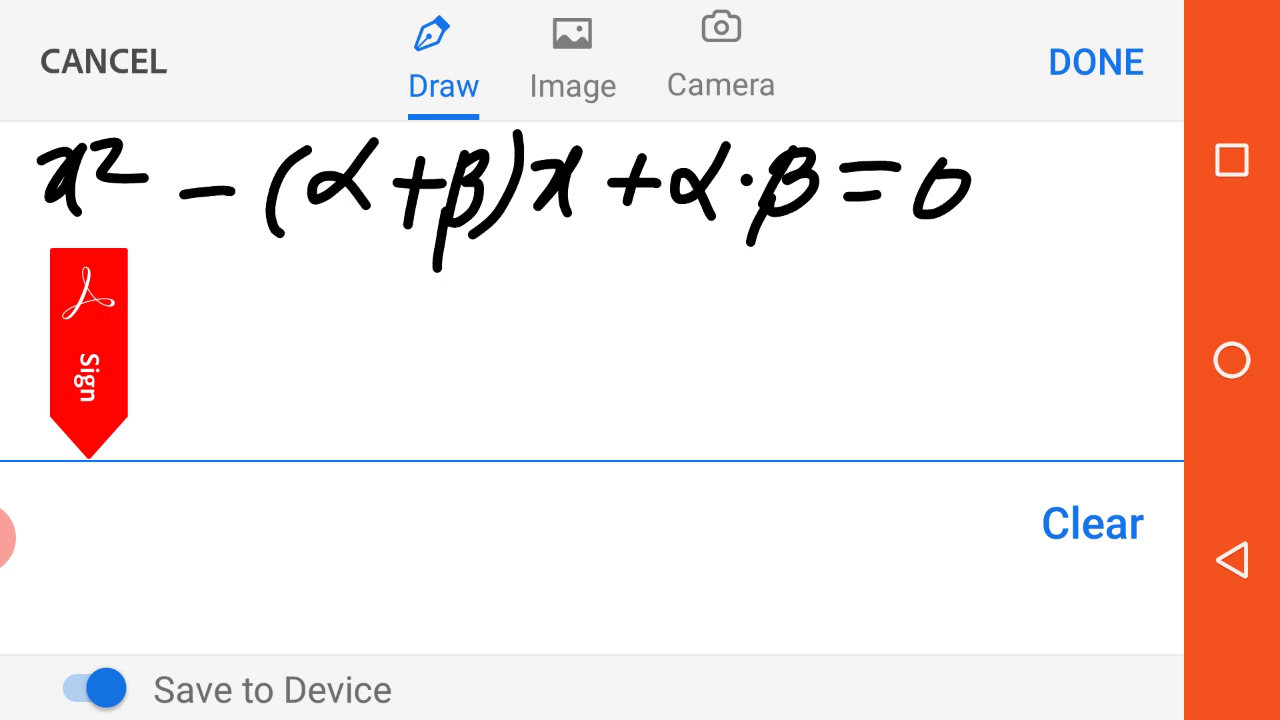 CANCEL
Draw
Image
Camera
DONE
x² - (α + β)x + α·β = 0
Sign
Clear
Save to Device